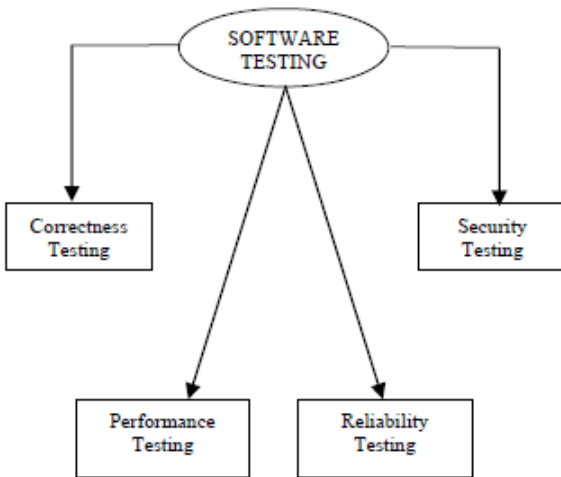 SOFTWARE
TESTING
Correctness
Testing
Security
Testing
Performance
Testing
Reliability
Testing